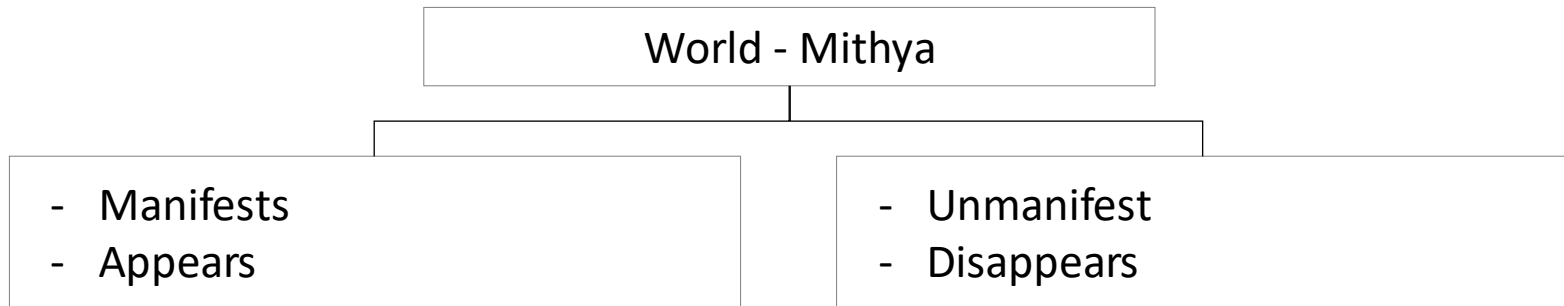 World - Mithya
- Manifests
- Appears
- Unmanifest
- Disappears